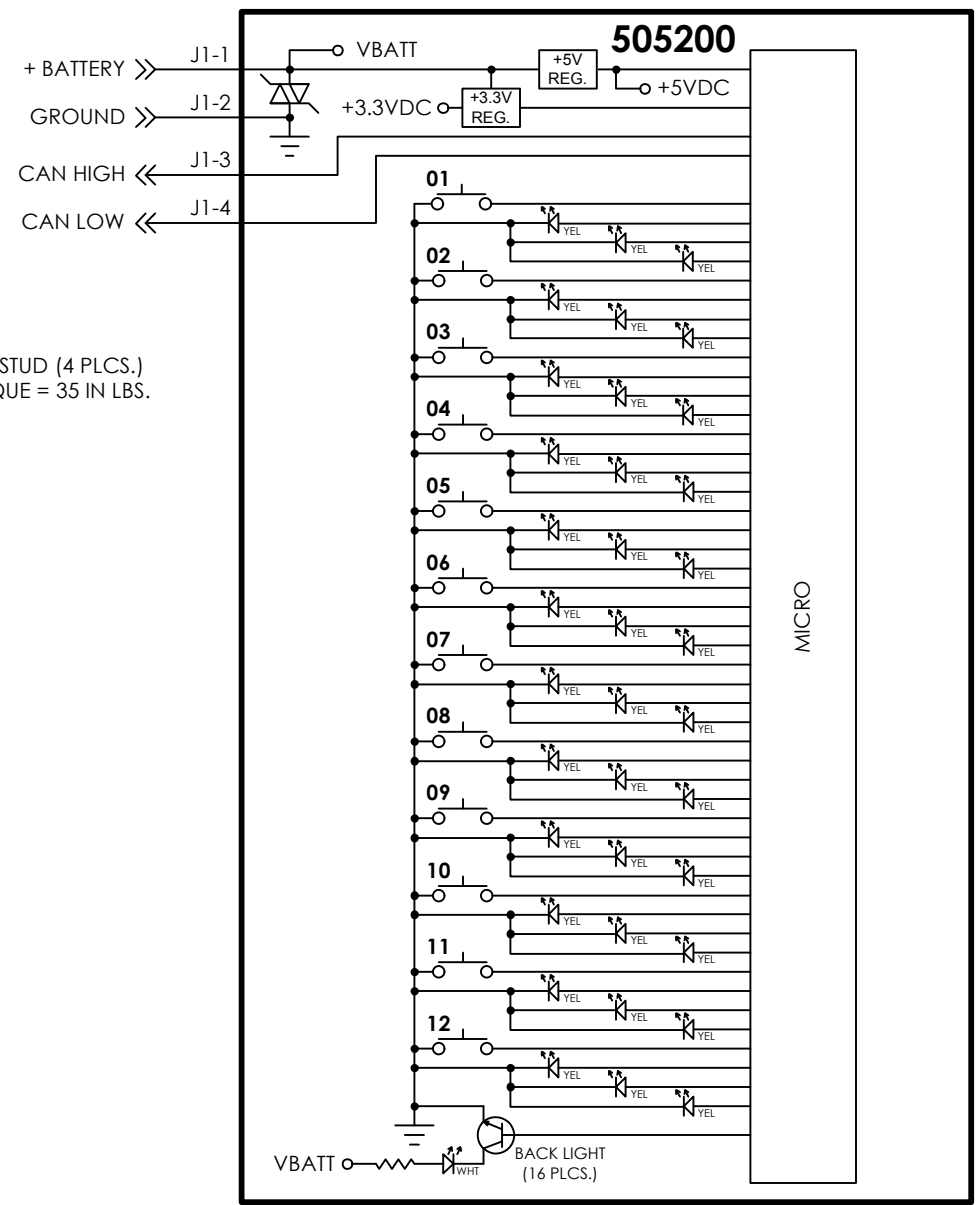 505200
+ BATTERY
J1-1
VBATT
+5V
REG.
+5VDC
GROUND
J1-2
+3.3VDC
+3.3V
REG.
CAN HIGH
J1-3
CAN LOW
J1-4
STUD (4 PLCS.)
QUE = 35 IN LBS.
MICRO
01
YEL
YEL
YEL
02
YEL
YEL
YEL
03
YEL
YEL
YEL
04
YEL
YEL
YEL
05
YEL
YEL
YEL
06
YEL
YEL
YEL
07
YEL
YEL
YEL
08
YEL
YEL
YEL
09
YEL
YEL
YEL
10
YEL
YEL
YEL
11
YEL
YEL
YEL
12
YEL
YEL
YEL
VBATT
WHT
BACK LIGHT
(16 PLCS.)